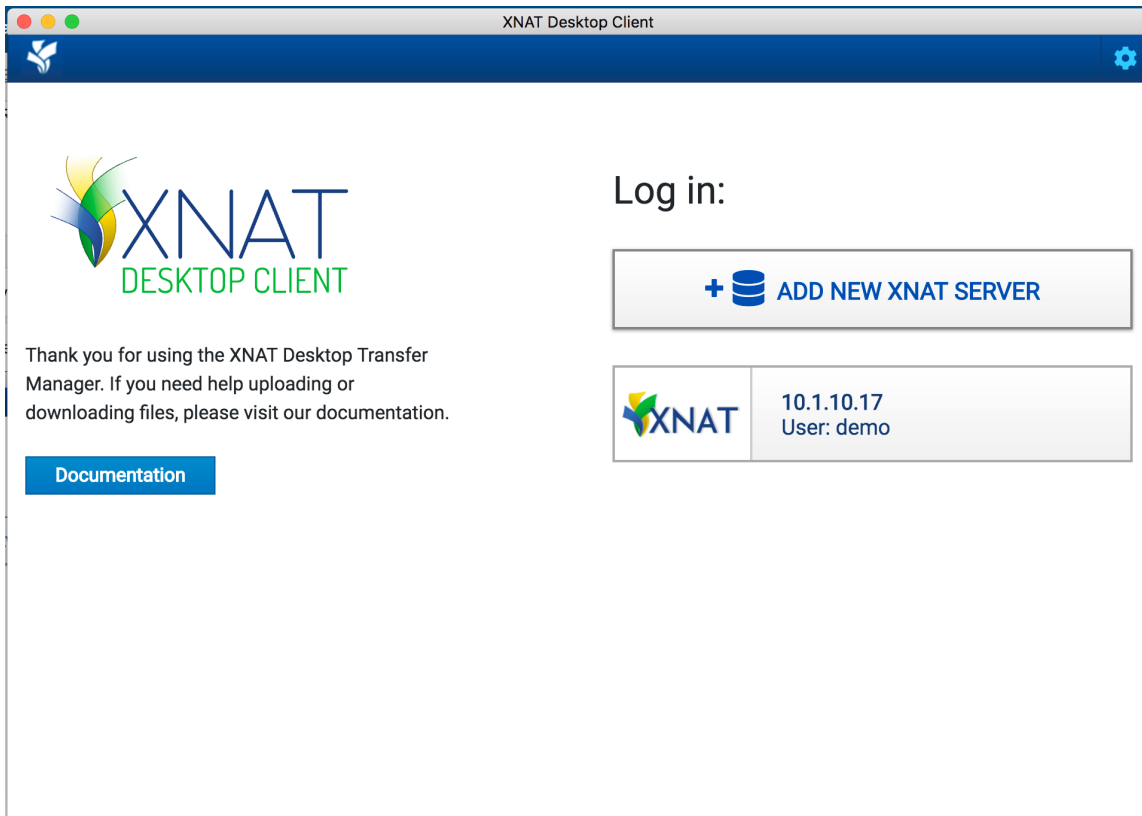 XNAT Desktop Client
XNAT
DESKTOP CLIENT
Thank you for using the XNAT Desktop Transfer
Manager. If you need help uploading or
downloading files, please visit our documentation.
Documentation
Log in:
+ ADD NEW XNAT SERVER
XNAT
10.1.10.17
User: demo